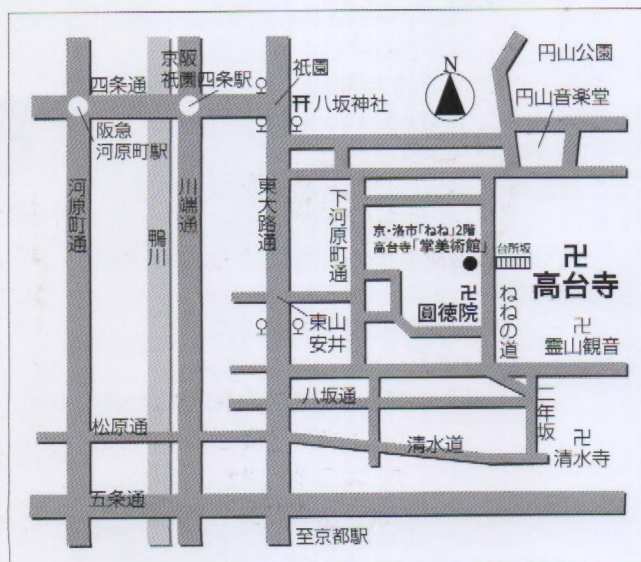 N
円山公園
円山音楽堂
京阪
祇園四条駅
四条通
祇園
八坂神社
阪急
河原町駅
河原町通
鴨川
川端通
東大路通
下河原町通
京・洛市「ねね」2階
高台寺「掌美術館」
台所坂
卍
高台寺
卍
圓徳院
ねねの道
卍
霊山観音
東山
安井
八坂通
二年坂
松原通
清水道
卍
清水寺
五条通
至京都駅